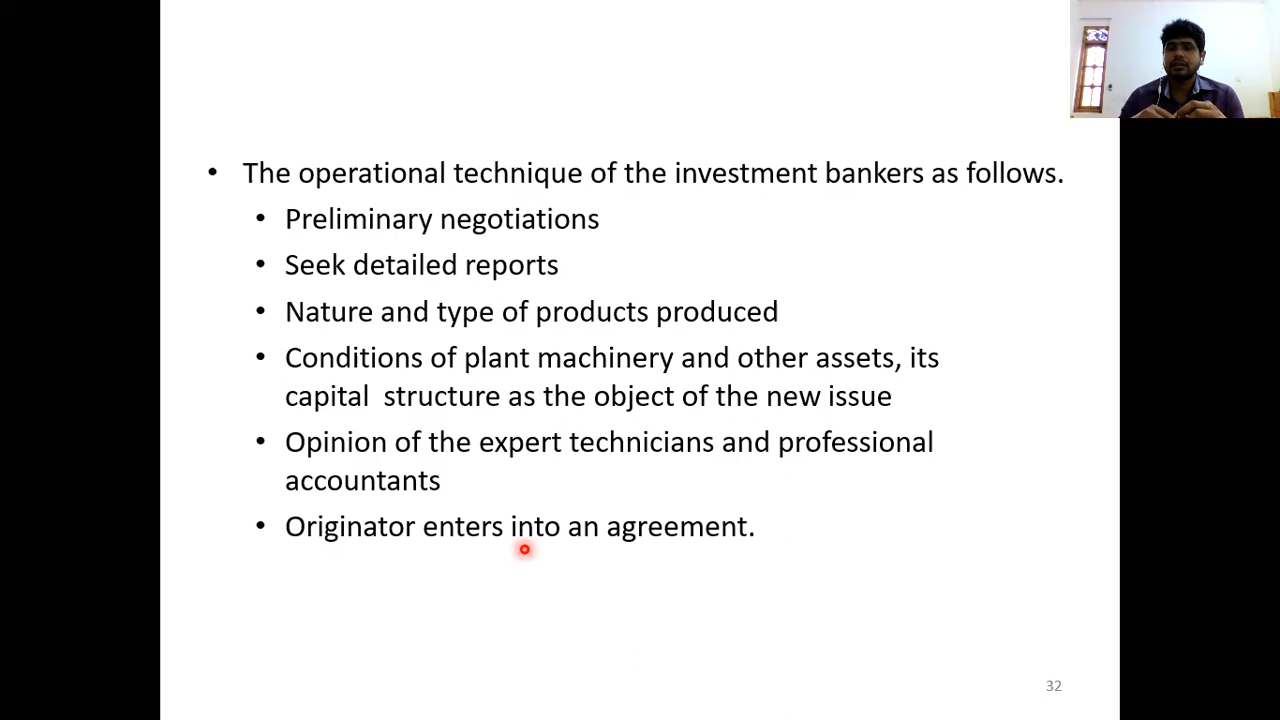 • The operational technique of the investment bankers as follows.
• Preliminary negotiations
• Seek detailed reports
• Nature and type of products produced
• Conditions of plant machinery and other assets, its
capital structure as the object of the new issue
• Opinion of the expert technicians and professional
accountants
• Originator enters into an agreement.
32